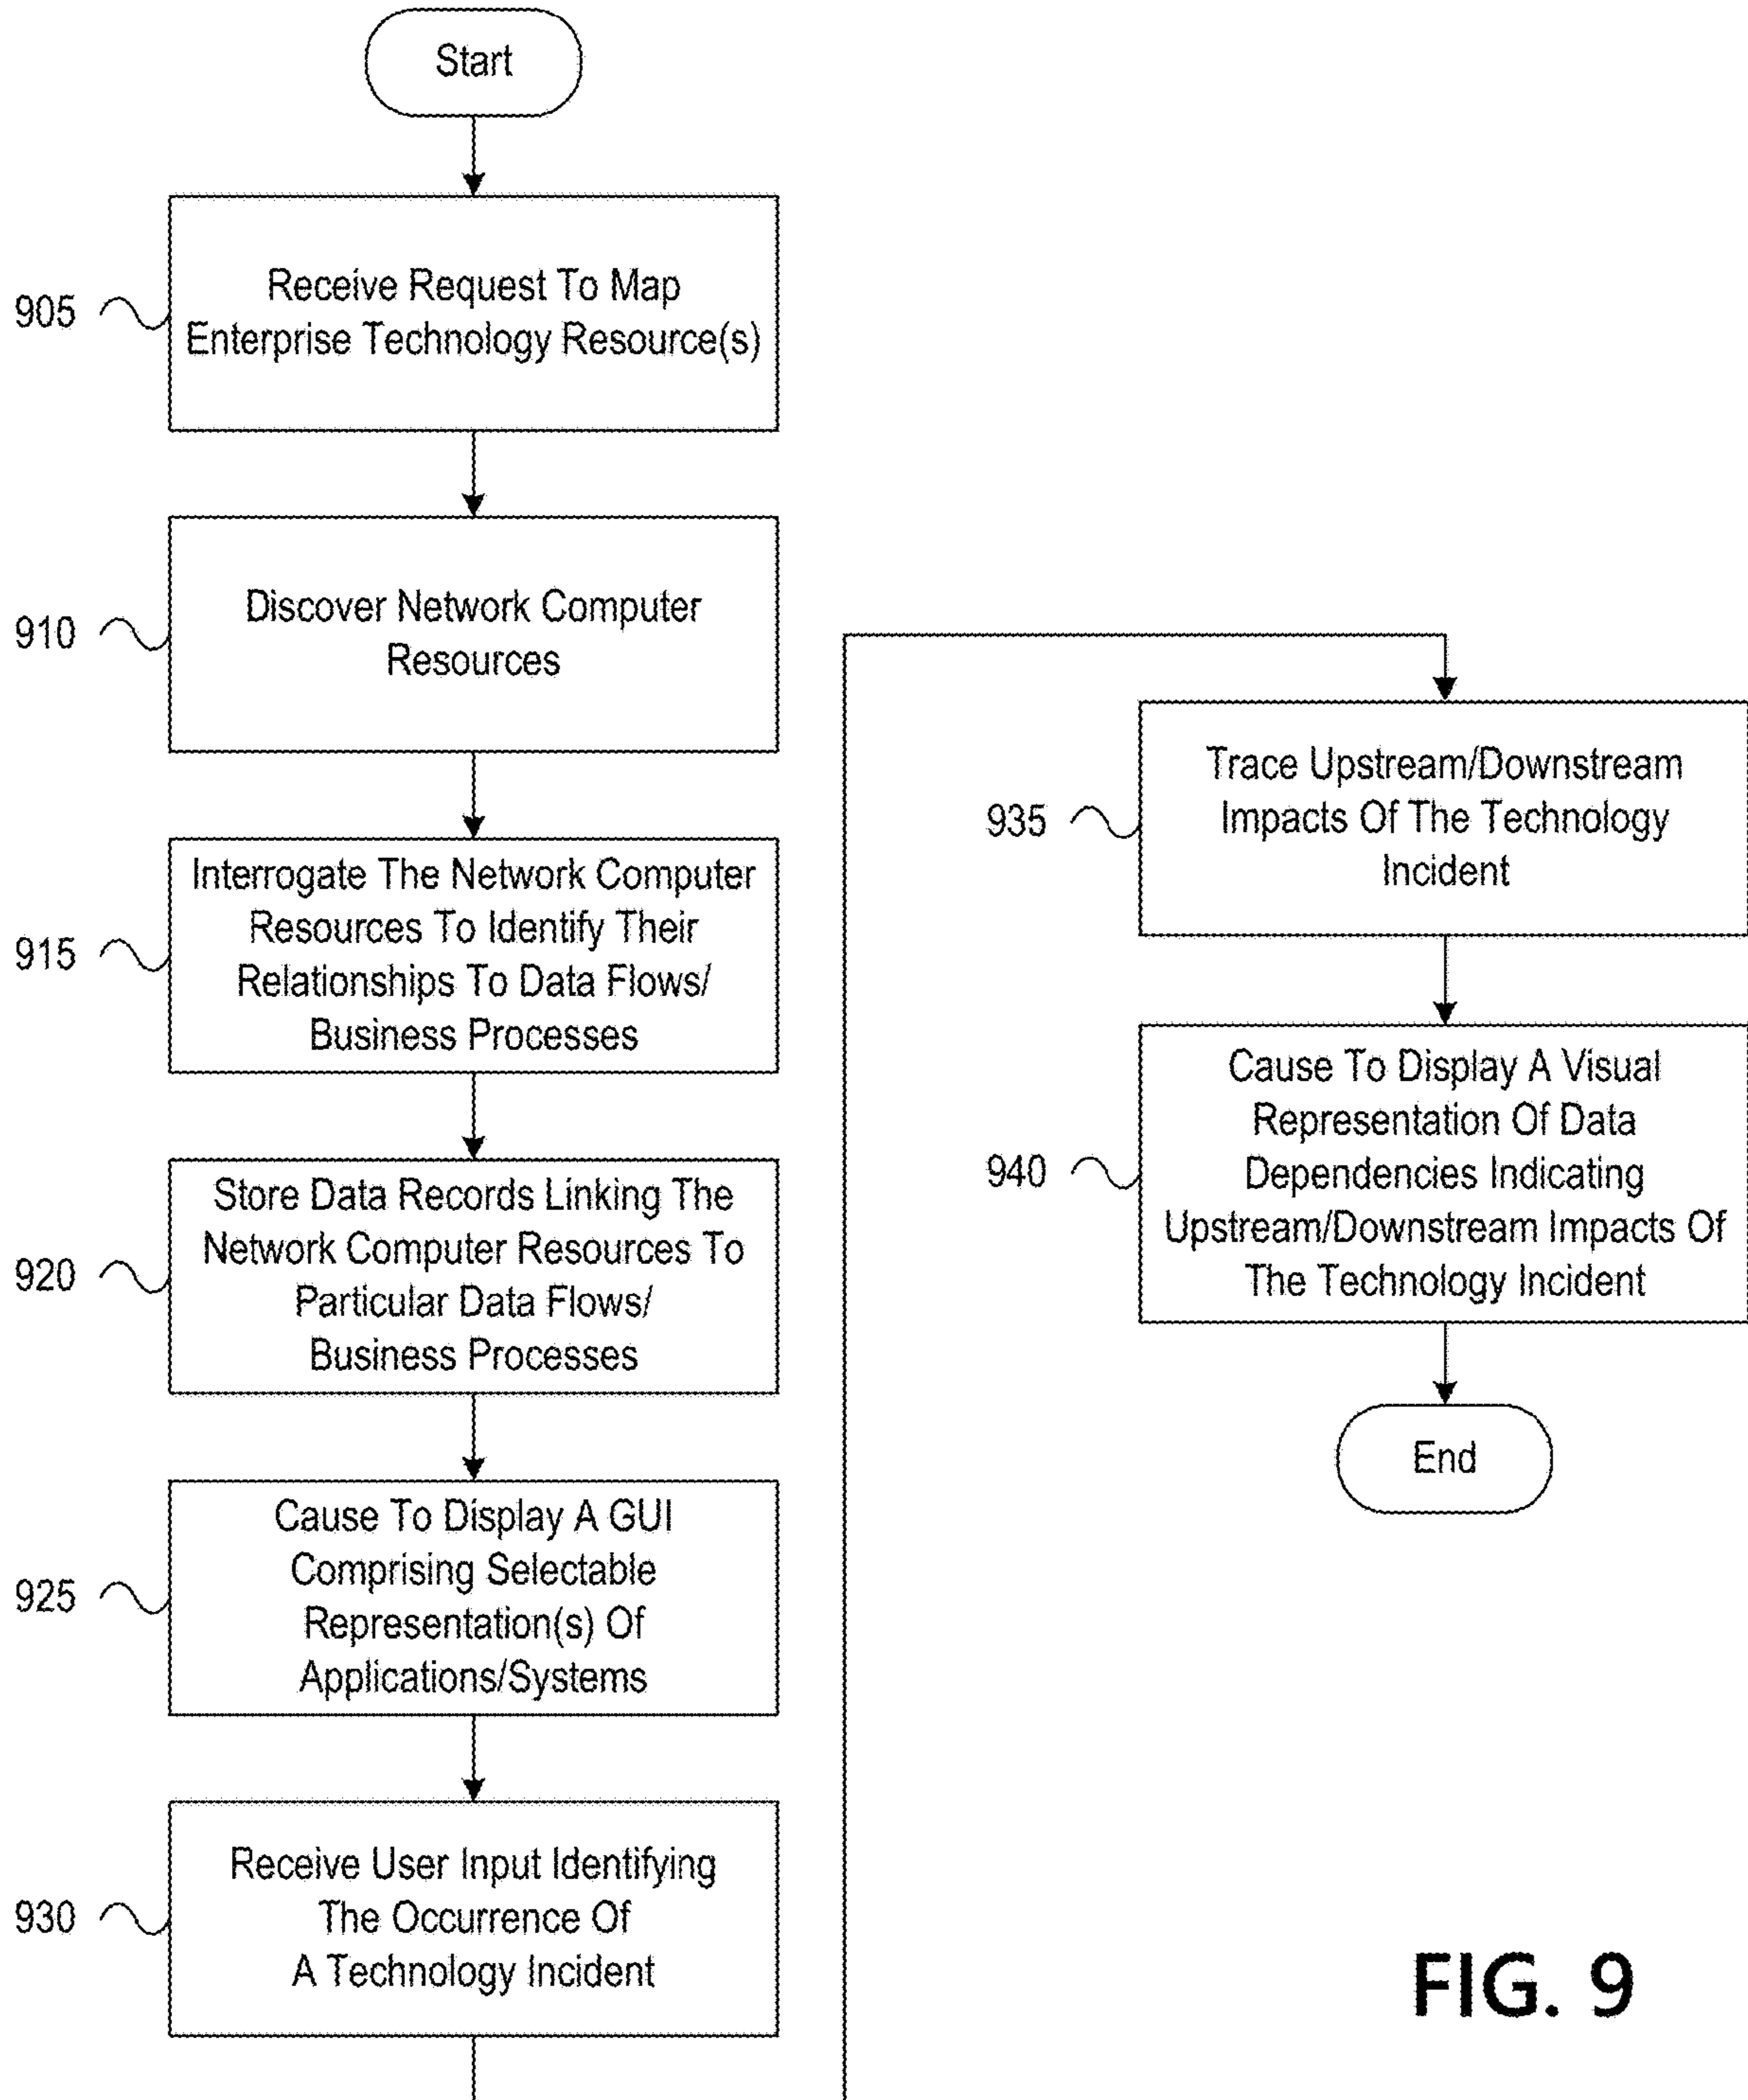 Start
905
Receive Request To Map
Enterprise Technology Resource(s)
910
Discover Network Computer
Resources
915
Interrogate The Network Computer
Resources To Identify Their
Relationships To Data Flows/
Business Processes
920
Store Data Records Linking The
Network Computer Resources To
Particular Data Flows/
Business Processes
925
Cause To Display A GUI
Comprising Selectable
Representation(s) Of
Applications/Systems
930
Receive User Input Identifying
The Occurrence Of
A Technology Incident
935
Trace Upstream/Downstream
Impacts Of The Technology
Incident
940
Cause To Display A Visual
Representation Of Data
Dependencies Indicating
Upstream/Downstream Impacts Of
The Technology Incident
End
FIG. 9